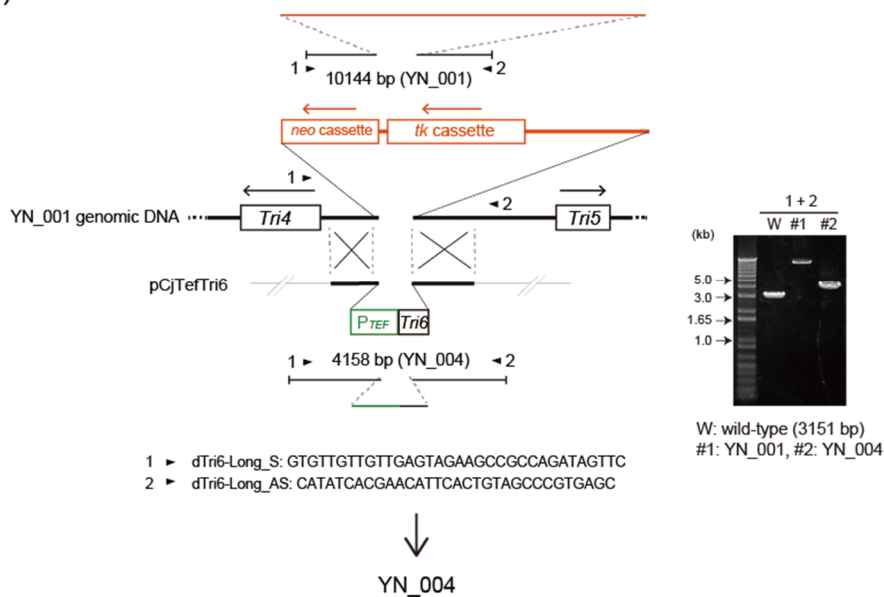 )
1 2
10144 bp (YN_001)
neo cassette tk cassette
1
2
YN_001 genomic DNA Tri4 Tri5
pCjTefTri6
PTEF Tri6
1 4158 bp (YN_004) 2
1 dTri6-Long_S: GTGTTGTTGTTGAGTAGAAGCCGCCAGATAGTTC
2 dTri6-Long_AS: CATATCACGAACATTCACTGTAGCCCGTGAGC
YN_004
1 + 2
W #1 #2
(kb)
5.0
3.0
1.65
1.0
W: wild-type (3151 bp)
#1: YN_001, #2: YN_004